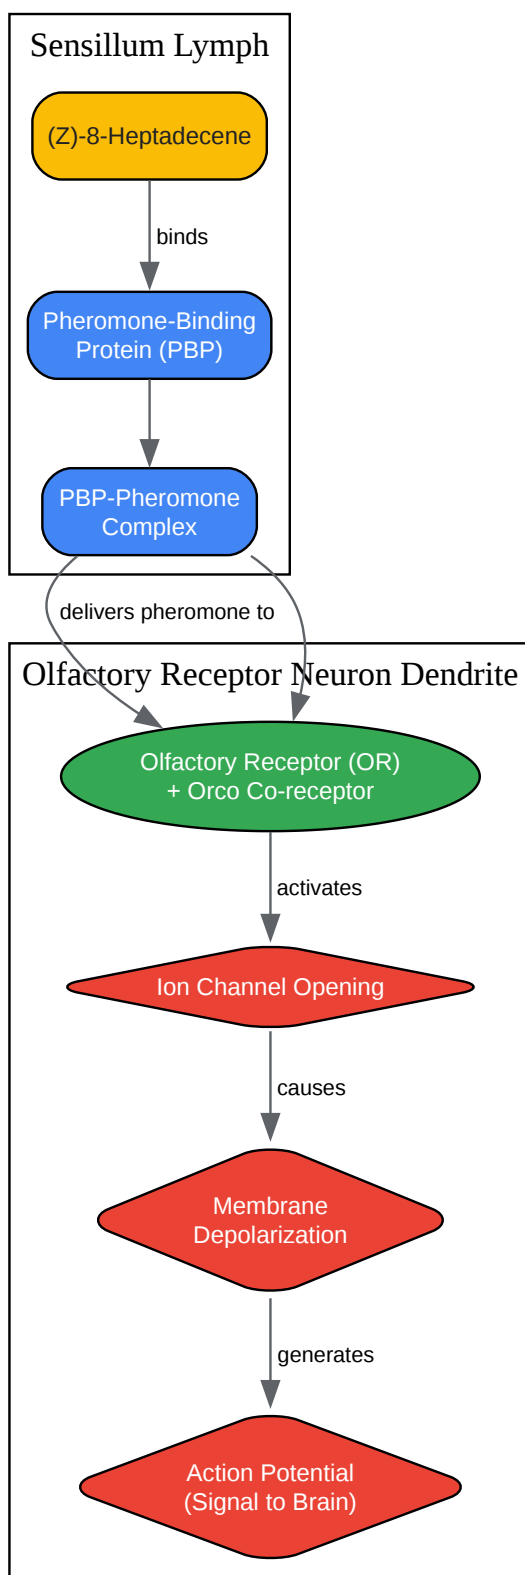 Sensillum Lymph
(Z)-8-Heptadecene
binds
Pheromone-Binding
Protein (PBP)
PBP-Pheromone
Complex
delivers pheromone to
Olfactory Receptor Neuron Dendrite
Olfactory Receptor (OR)
+ Orco Co-receptor
activates
Ion Channel Opening
causes
Membrane
Depolarization
generates
Action Potential
(Signal to Brain)